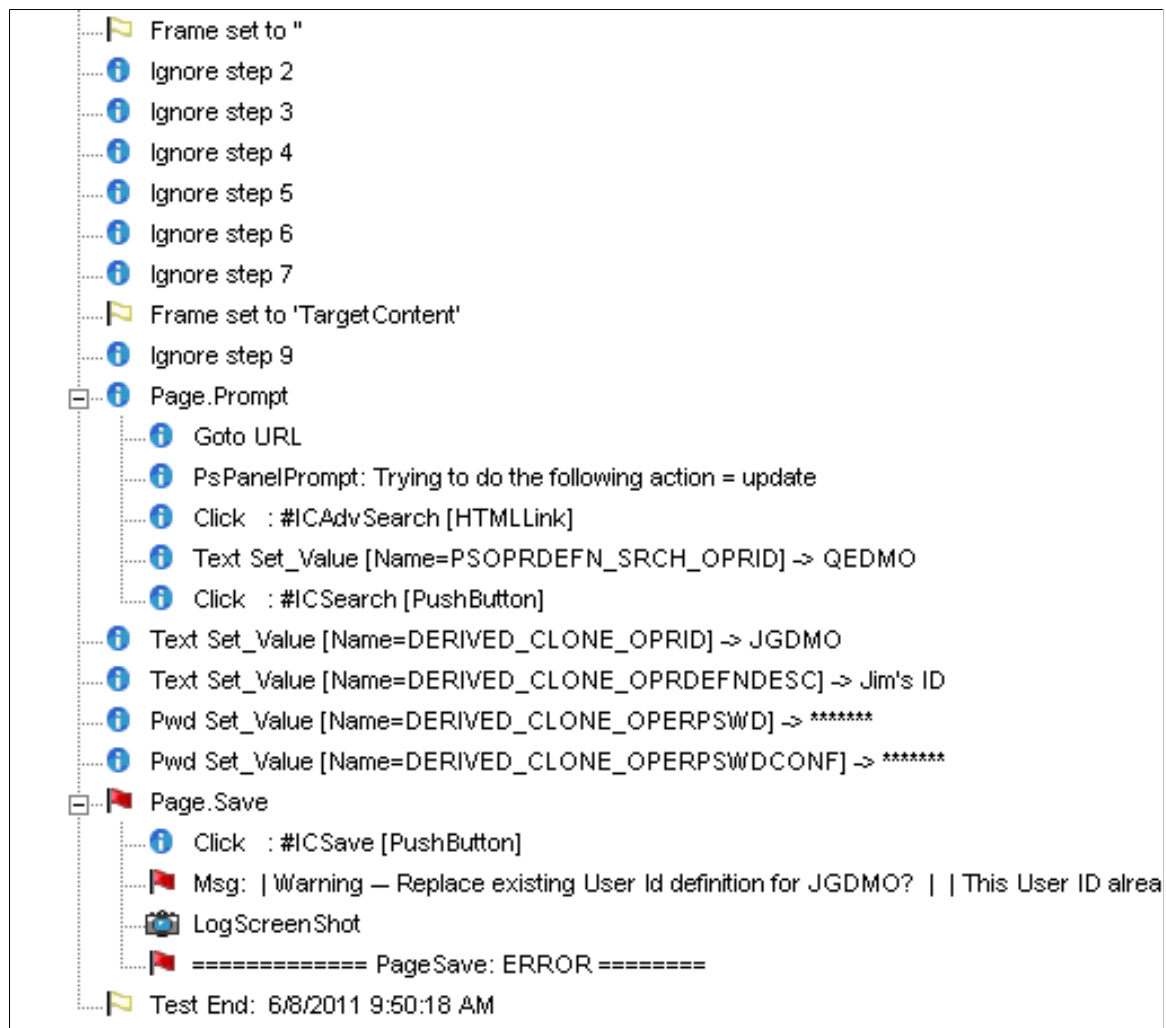 Frame set to ''
Ignore step 2
Ignore step 3
Ignore step 4
Ignore step 5
Ignore step 6
Ignore step 7
Frame set to 'TargetContent'
Ignore step 9
Page.Prompt
Goto URL
PsPanelPrompt: Trying to do the following action = update
Click : #ICAdvSearch [HTMLLink]
Text Set_Value [Name=PSOPRDEFN_SRCH_OPRID] -> QEDMO
Click : #ICSearch [PushButton]
Text Set_Value [Name=DERIVED_CLONE_OPRID] -> JGDMO
Text Set_Value [Name=DERIVED_CLONE_OPRDEFNDESC] -> Jim's ID
Pwd Set_Value [Name=DERIVED_CLONE_OPERPSWD] -> *******
Pwd Set_Value [Name=DERIVED_CLONE_OPERPSWDCONF] -> *******
Page.Save
Click : #ICSave [PushButton]
Msg: | Warning -- Replace existing User Id definition for JGDMO? | | This User ID alrea
LogScreenShot
============= PageSave: ERROR ========
Test End: 6/8/2011 9:50:18 AM